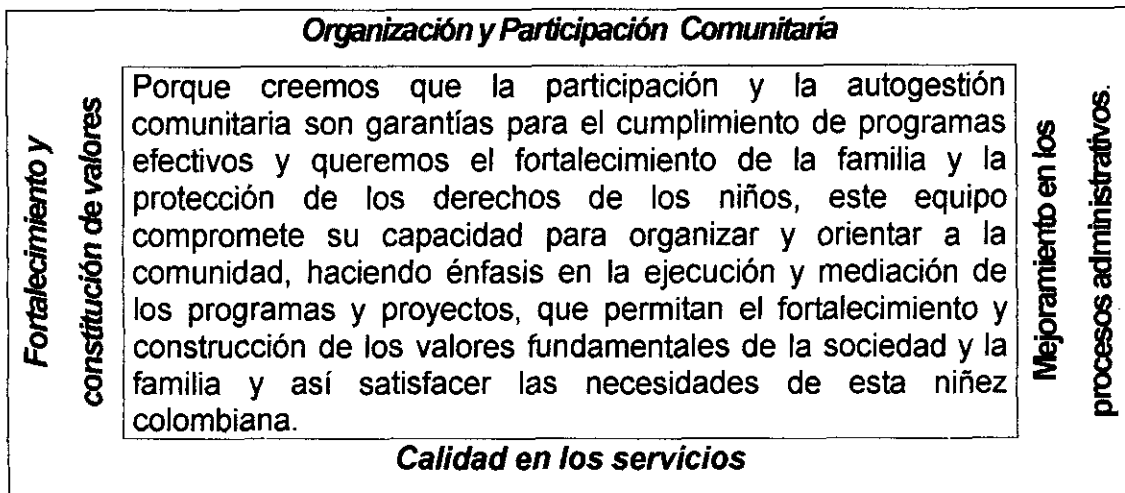 Organización y Participación Comunitaria
Fortalecimiento y
constitución de valores
Porque creemos que la participación y la autogestión
comunitaria son garantías para el cumplimiento de programas
efectivos y queremos el fortalecimiento de la familia y la
protección de los derechos de los niños, este equipo
compromete su capacidad para organizar y orientar a la
comunidad, haciendo énfasis en la ejecución y mediación de
los programas y proyectos, que permitan el fortalecimiento y
construcción de los valores fundamentales de la sociedad y la
familia y así satisfacer las necesidades de esta niñez
colombiana.
Mejoramiento en los
procesos administrativos.
Calidad en los servicios